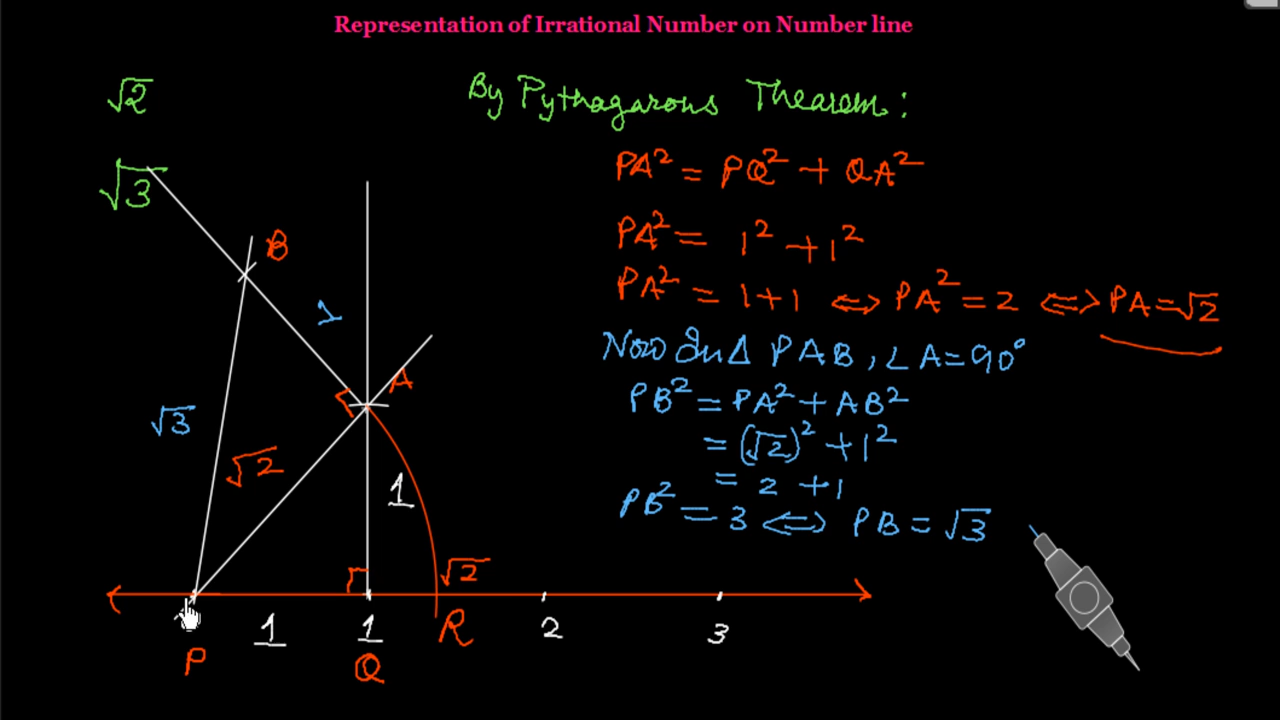 Representation of Irrational Number on Number line
√2
By Pythagarous Thearem:
√3
PA² = PQ² + QA²
PA² = 1² + 1²
PA² = 1+1 ⇔ PA² = 2 ⇔ PA = √2
Now In Δ PAB, ∠A = 90°
PB² = PA² + AB²
= (√2)² + 1²
= 2 + 1
PB² = 3 ⇔ PB = √3
B
1
A
√3
√2
1
√2
1 1 R 2 3
P Q